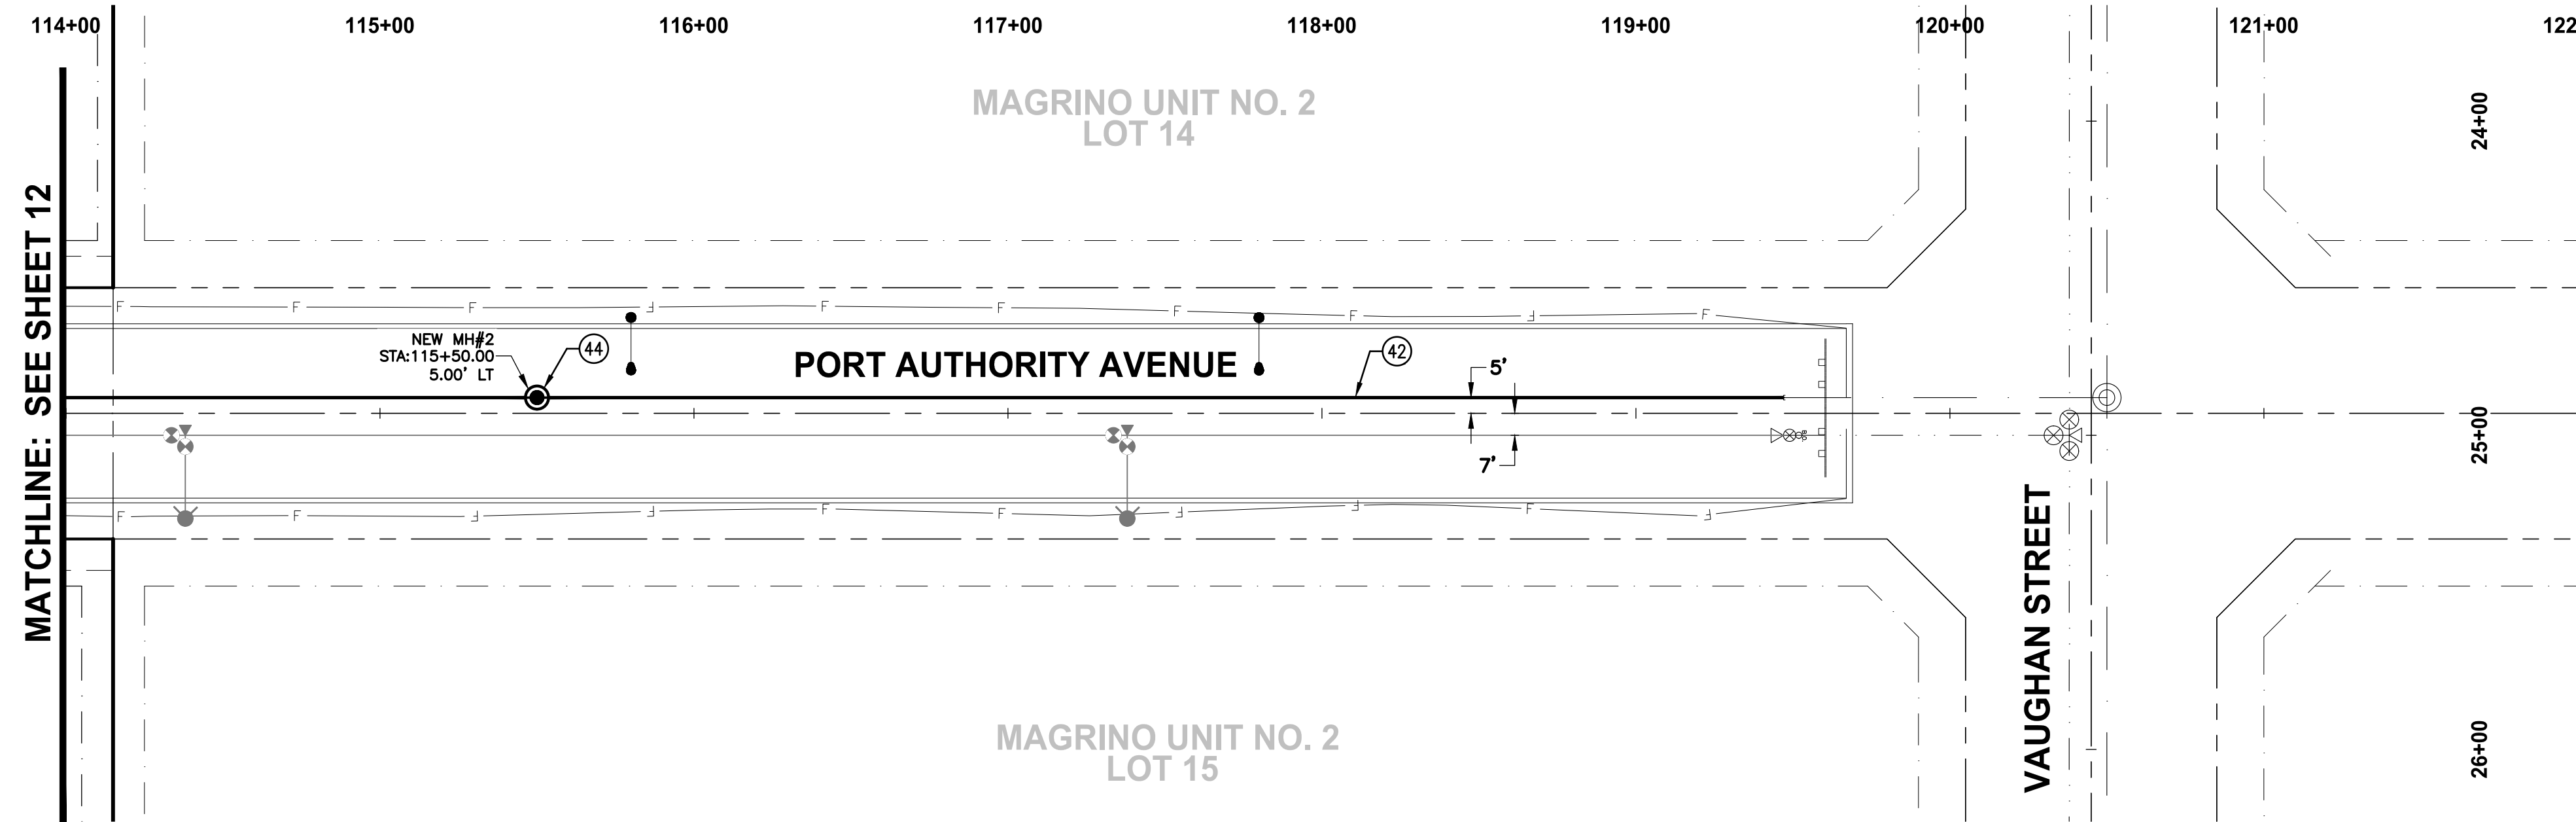 114+00 115+00 116+00 117+00 118+00 119+00 120+00 121+00 122
MAGRINO UNIT NO. 2
LOT 14
24+00
MATCHLINE: SEE SHEET 12
F F F F F F F F F F
NEW MH#2
STA:115+50.00
5.00' LT
44
PORT AUTHORITY AVENUE
42
5'
7'
25+00
F F F F F F F F F F
VAUGHAN STREET
MAGRINO UNIT NO. 2
LOT 15
26+00